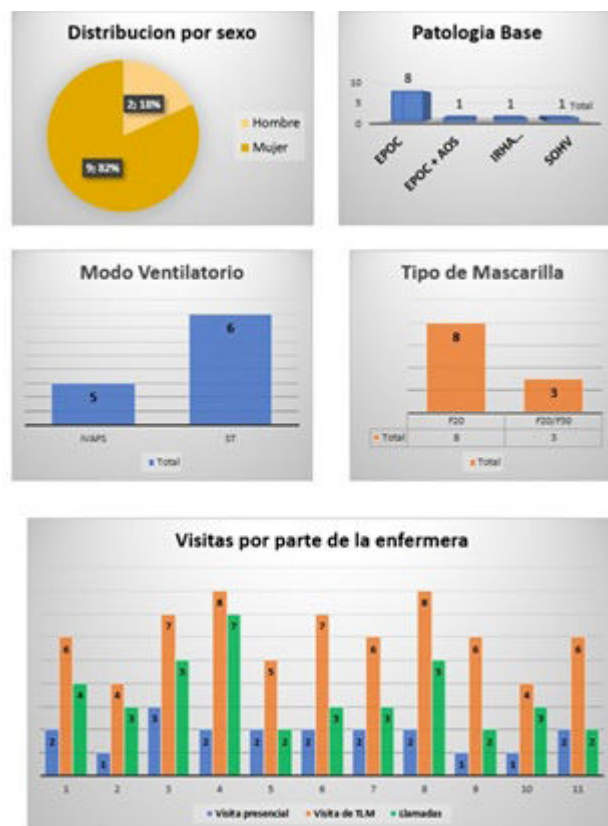 Distribucion por sexo
2; 18%
9; 82%
Hombre
Mujer
Patologia Base
10
5
0
8
1
1
1
Total
EPOC
EPOC + AOS
IRHA...
SOHV
Modo Ventilatorio
5
6
iVAPS
ST
Total
Tipo de Mascarilla
8
3
F20
F20/P30
Total 8 3
Total
Visitas por parte de la enfermera
2 6 4
1 4 3
3 7 5
2 8 7
2 5 2
2 7 3
2 6 3
2 8 5
1 6 2
1 4 3
2 6 2
1 2 3 4 5 6 7 8 9 10 11
Visita presencial Visita de TLM Llamadas